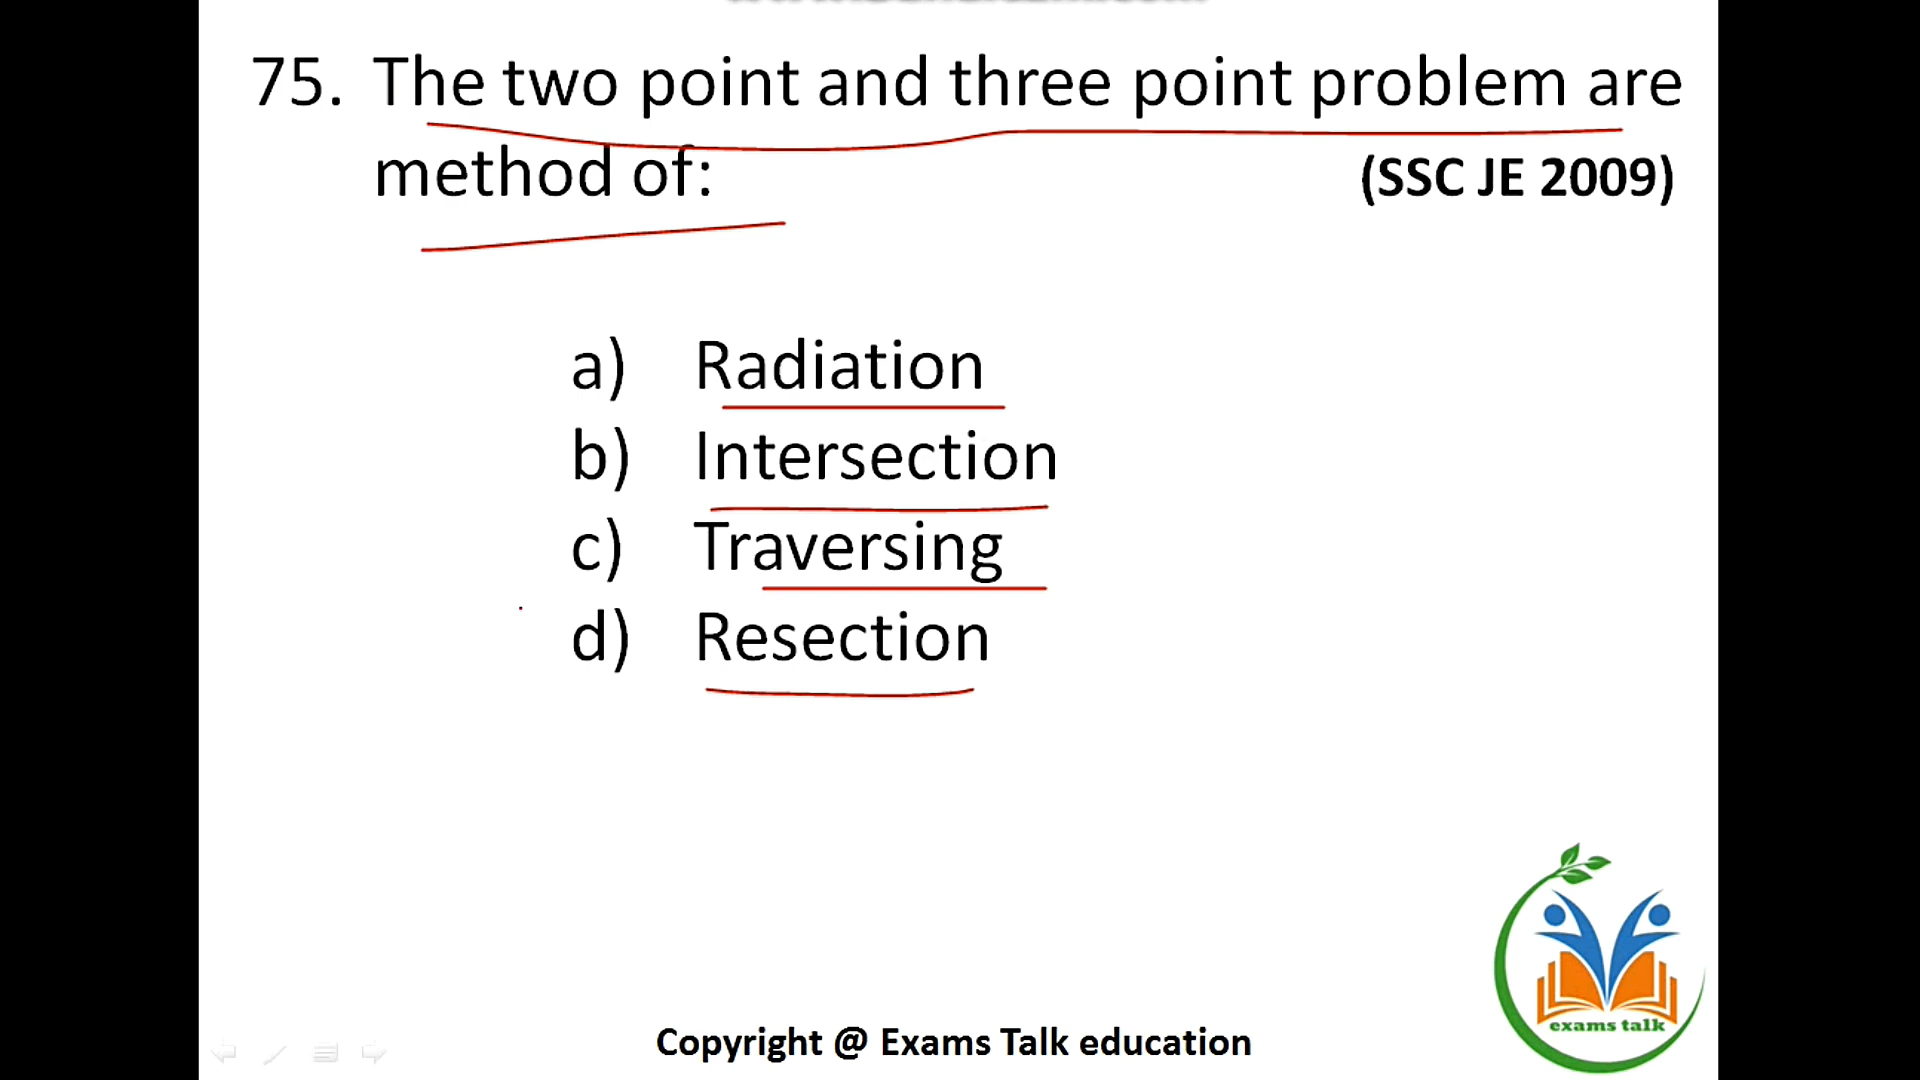 75. The two point and three point problem are
method of: (SSC JE 2009)
a) Radiation
b) Intersection
c) Traversing
d) Resection
exams talk
Copyright @ Exams Talk education